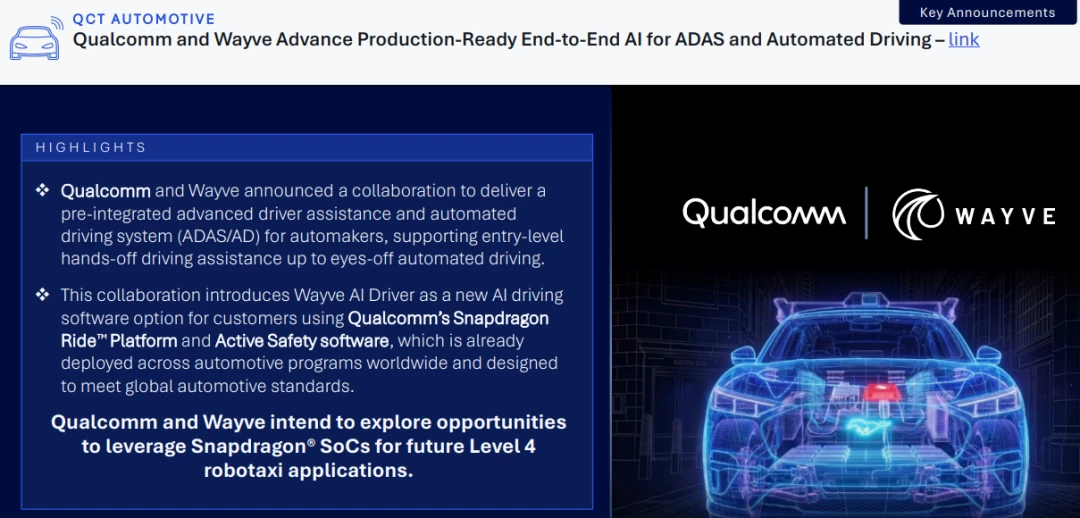 Key Announcements
QCT AUTOMOTIVE
Qualcomm and Wayve Advance Production-Ready End-to-End AI for ADAS and Automated Driving – link
HIGHLIGHTS
❖ Qualcomm and Wayve announced a collaboration to deliver a
pre-integrated advanced driver assistance and automated
driving system (ADAS/AD) for automakers, supporting entry-level
hands-off driving assistance up to eyes-off automated driving.
❖ This collaboration introduces Wayve AI Driver as a new AI driving
software option for customers using Qualcomm's Snapdragon
Ride™ Platform and Active Safety software, which is already
deployed across automotive programs worldwide and designed
to meet global automotive standards.
Qualcomm and Wayve intend to explore opportunities
to leverage Snapdragon® SoCs for future Level 4
robotaxi applications.
Qualcomm | WAYVE